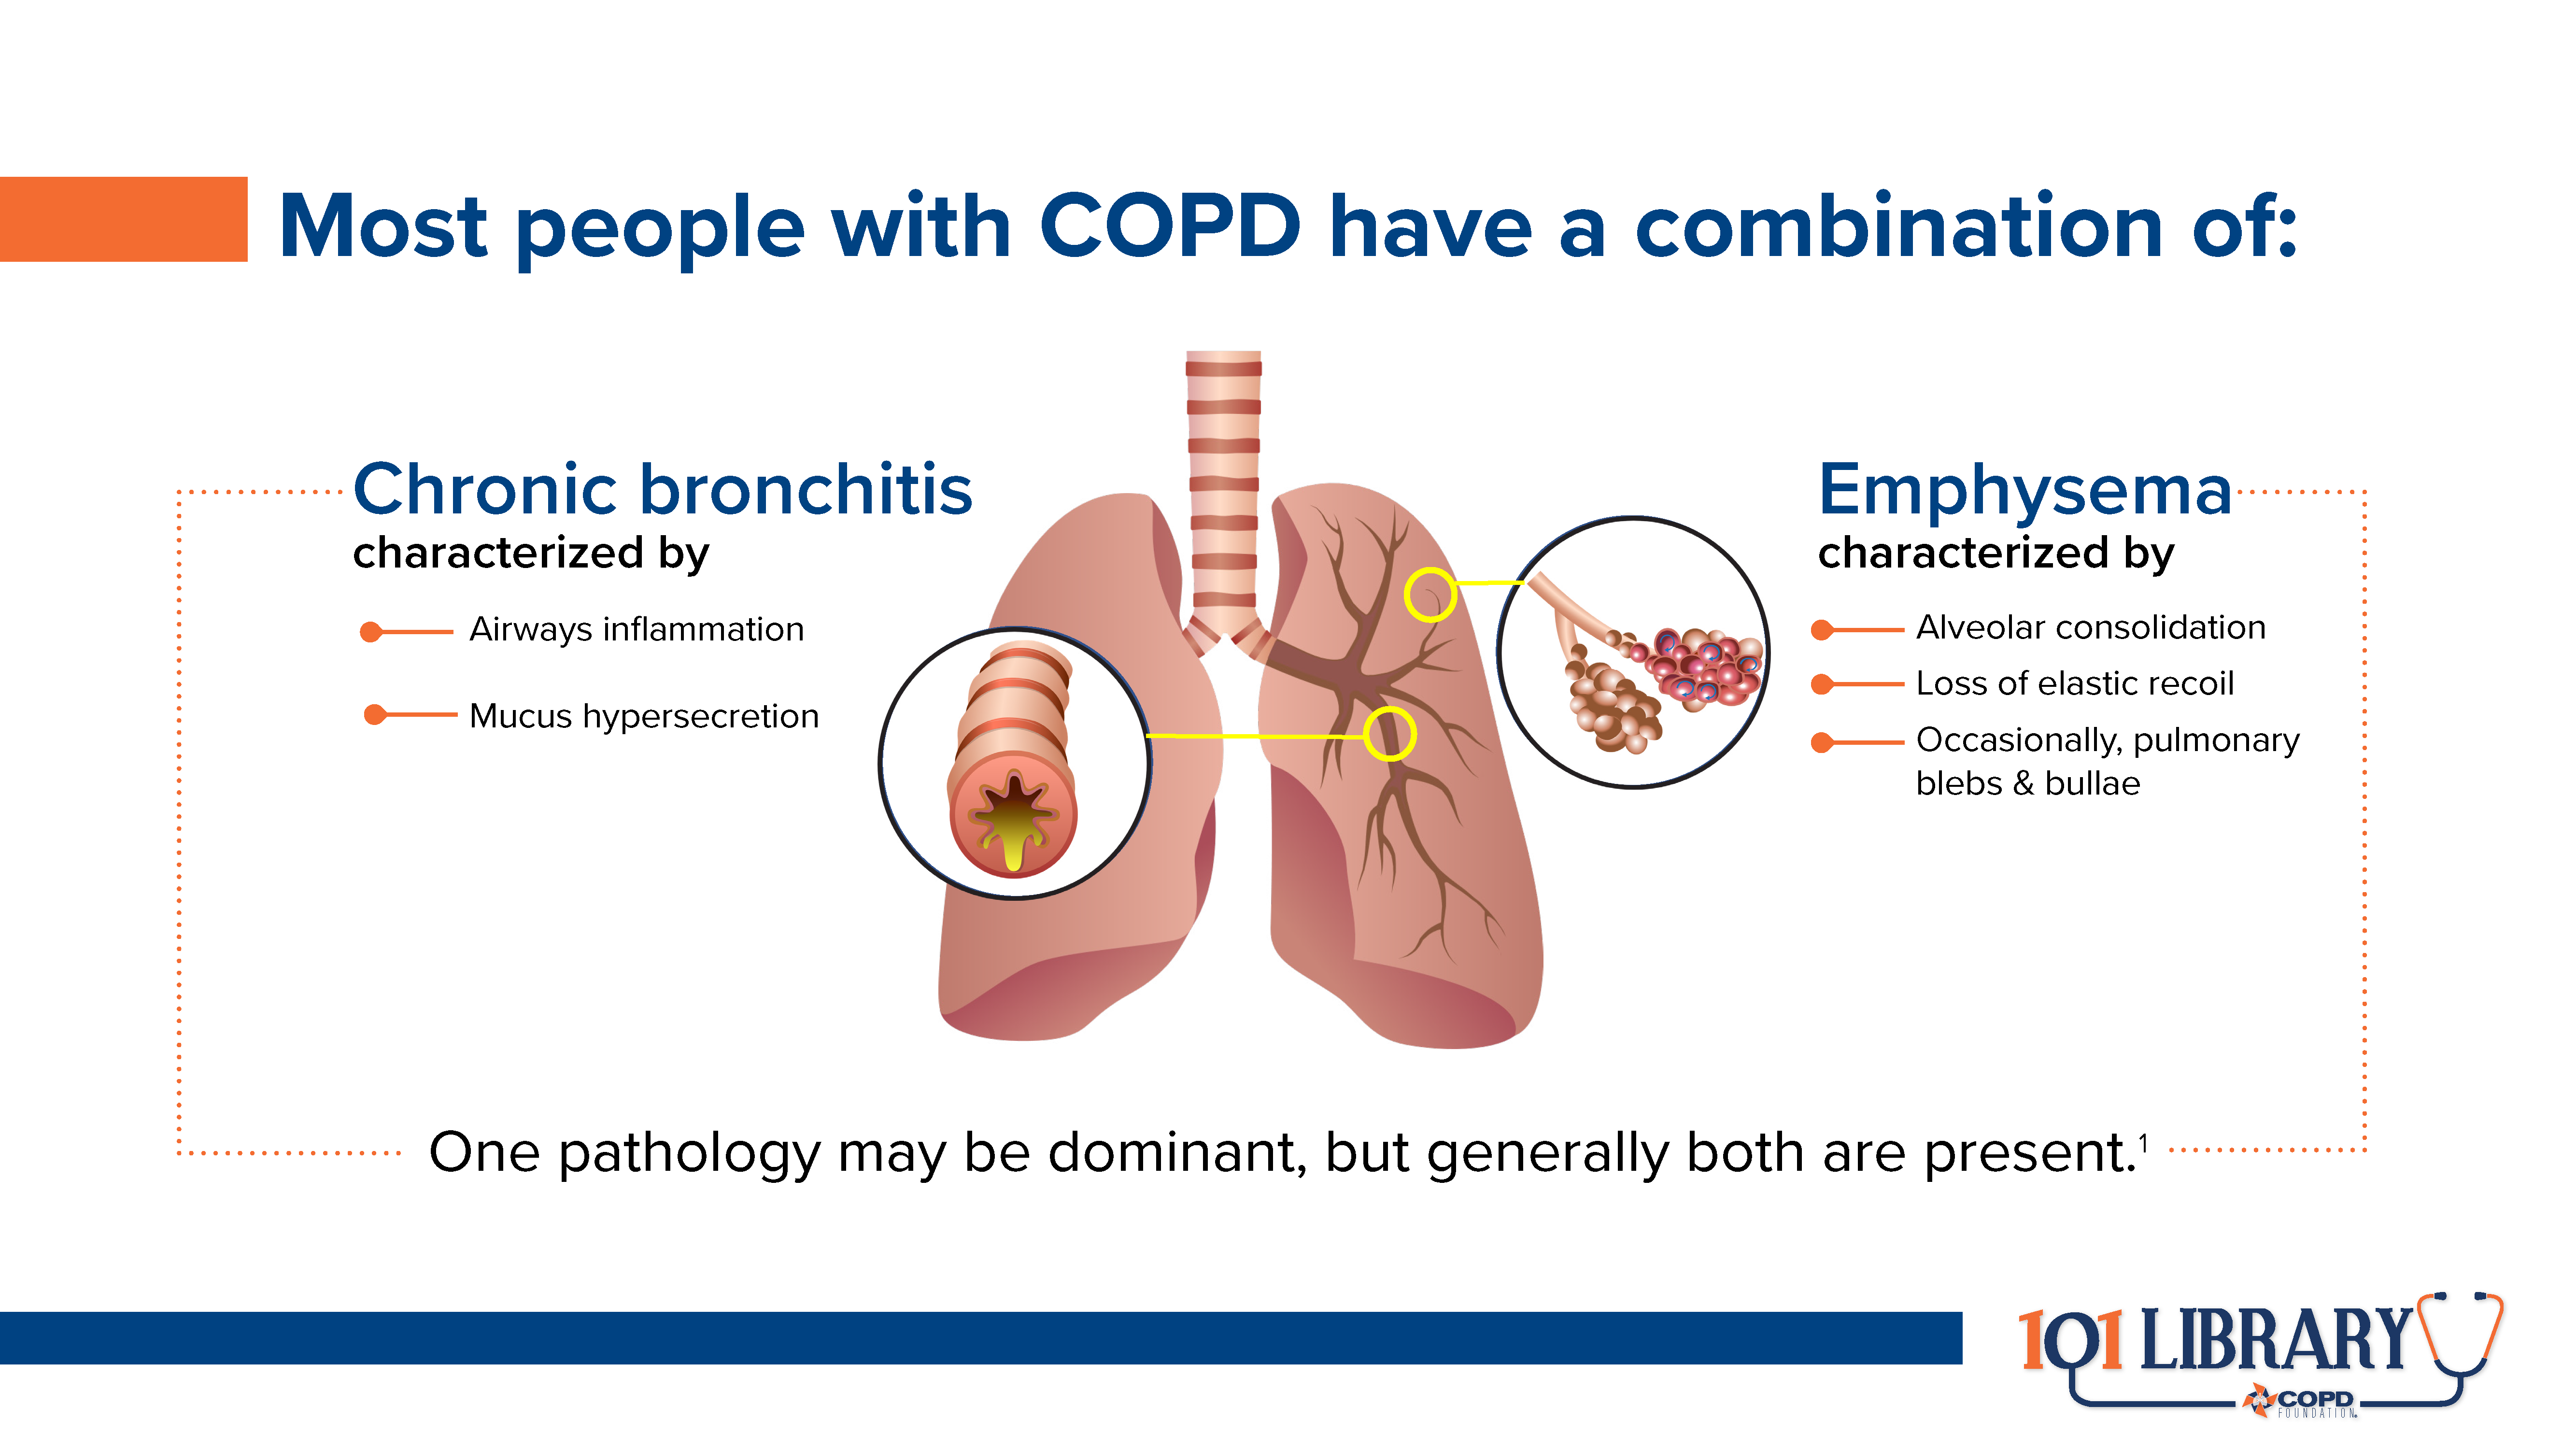 Most people with COPD have a combination of:
Chronic bronchitis
characterized by
Airways inflammation
Mucus hypersecretion
Emphysema
characterized by
Alveolar consolidation
Loss of elastic recoil
Occasionally, pulmonary
blebs & bullae
One pathology may be dominant, but generally both are present.¹
101 LIBRARY
COPD
FOUNDATION®